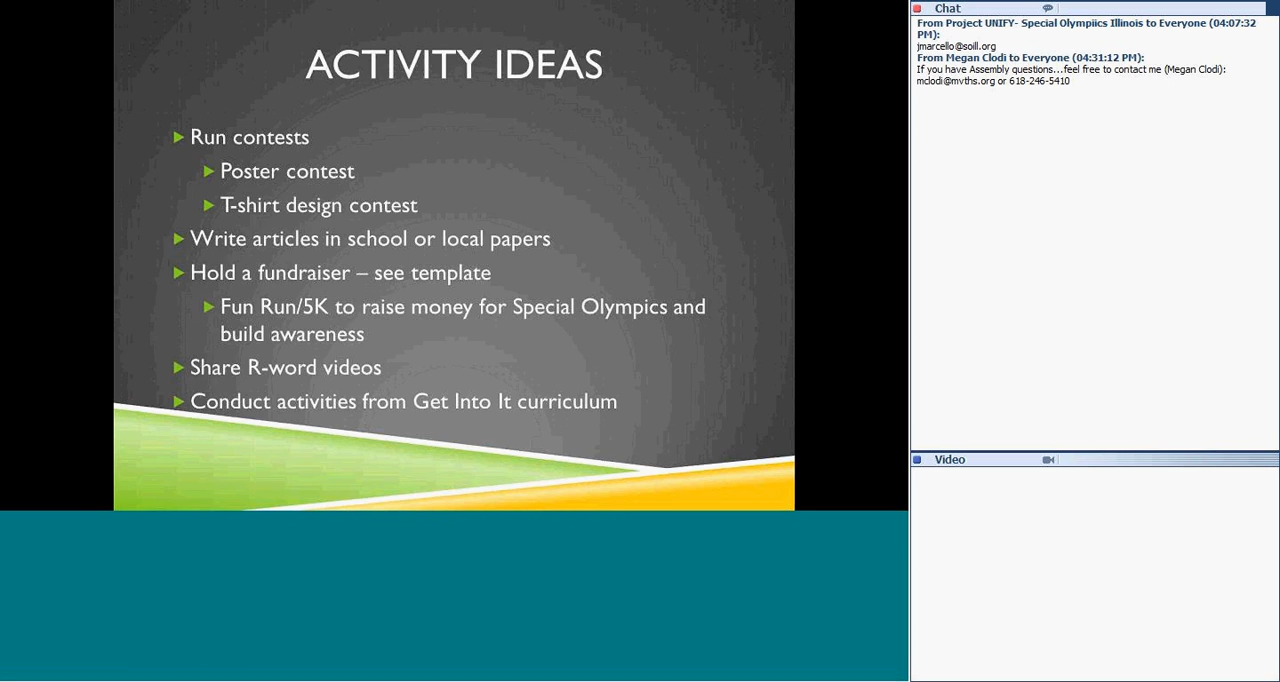 ACTIVITY IDEAS
Run contests
Poster contest
T-shirt design contest
Write articles in school or local papers
Hold a fundraiser – see template
Fun Run/5K to raise money for Special Olympics and
build awareness
Share R-word videos
Conduct activities from Get Into It curriculum
Chat
From Project UNIFY- Special Olympiics Illinois to Everyone (04:07:32
PM):
jmarcello@soill.org
From Megan Clodi to Everyone (04:31:12 PM):
If you have Assembly questions...feel free to contact me (Megan Clodi):
mclodi@mvths.org or 618-246-5410
Video